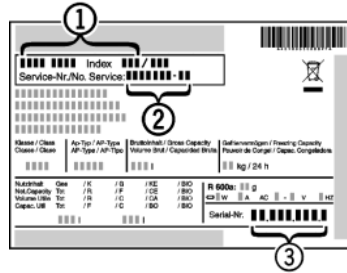 1
Index /
Service-Nr./No. Service: -
2
Klasse / Class
Classe / Clase
Ap-Typ / AP-Type
AP-Type / AP-Tipo
Bruttoinhalt / Gross Capacity
Volume Brut / Capacidad Bruta
Gefriervermögen / Freezing Capacity
Pouvoir de Congel / Capac. Congeladora
l
kg / 24 h
Nutzinhalt Ges / K / G / KE / BIO
Net.Capacity Tot / R / F / CE / BIO
Volume Utile Tot / R / C / CA / BIO
Capac. Util Tot / F / C / BO / BIO
l l
R 600a: g
W A AC - V HZ
Serial-Nr. . .
3